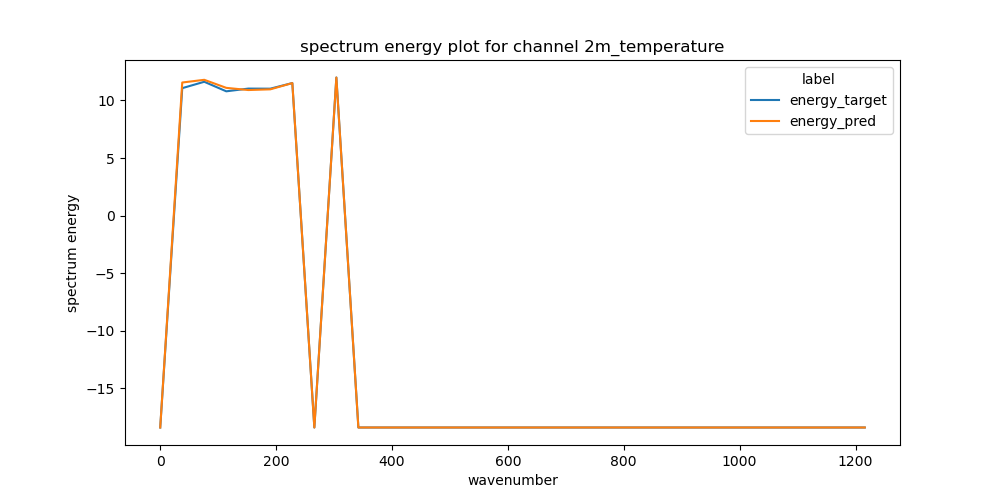 spectrum energy plot for channel 2m_temperature
label
energy_target
energy_pred
spectrum energy
10
5
0
−5
−10
−15
0 200 400 600 800 1000 1200
wavenumber